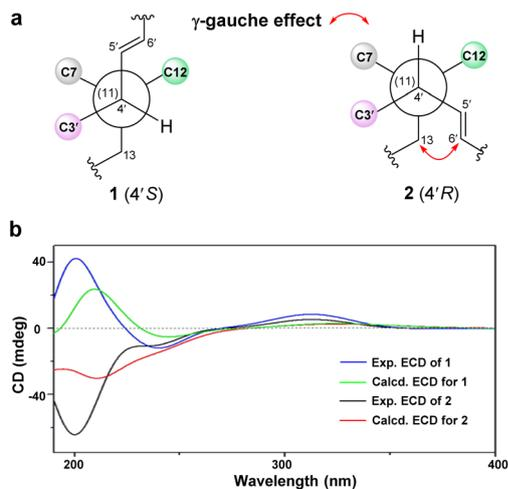 a
γ-gauche effect
5′
6′
C7
C12
(11)
4′
C3′
H
13
1 (4′S)
H
C7
C12
(11)
4′
C3′
5′
6′
13
2 (4′R)
b
CD (mdeg)
40
0
-40
Exp. ECD of 1
Calcd. ECD for 1
Exp. ECD of 2
Calcd. ECD for 2
200
300
400
Wavelength (nm)